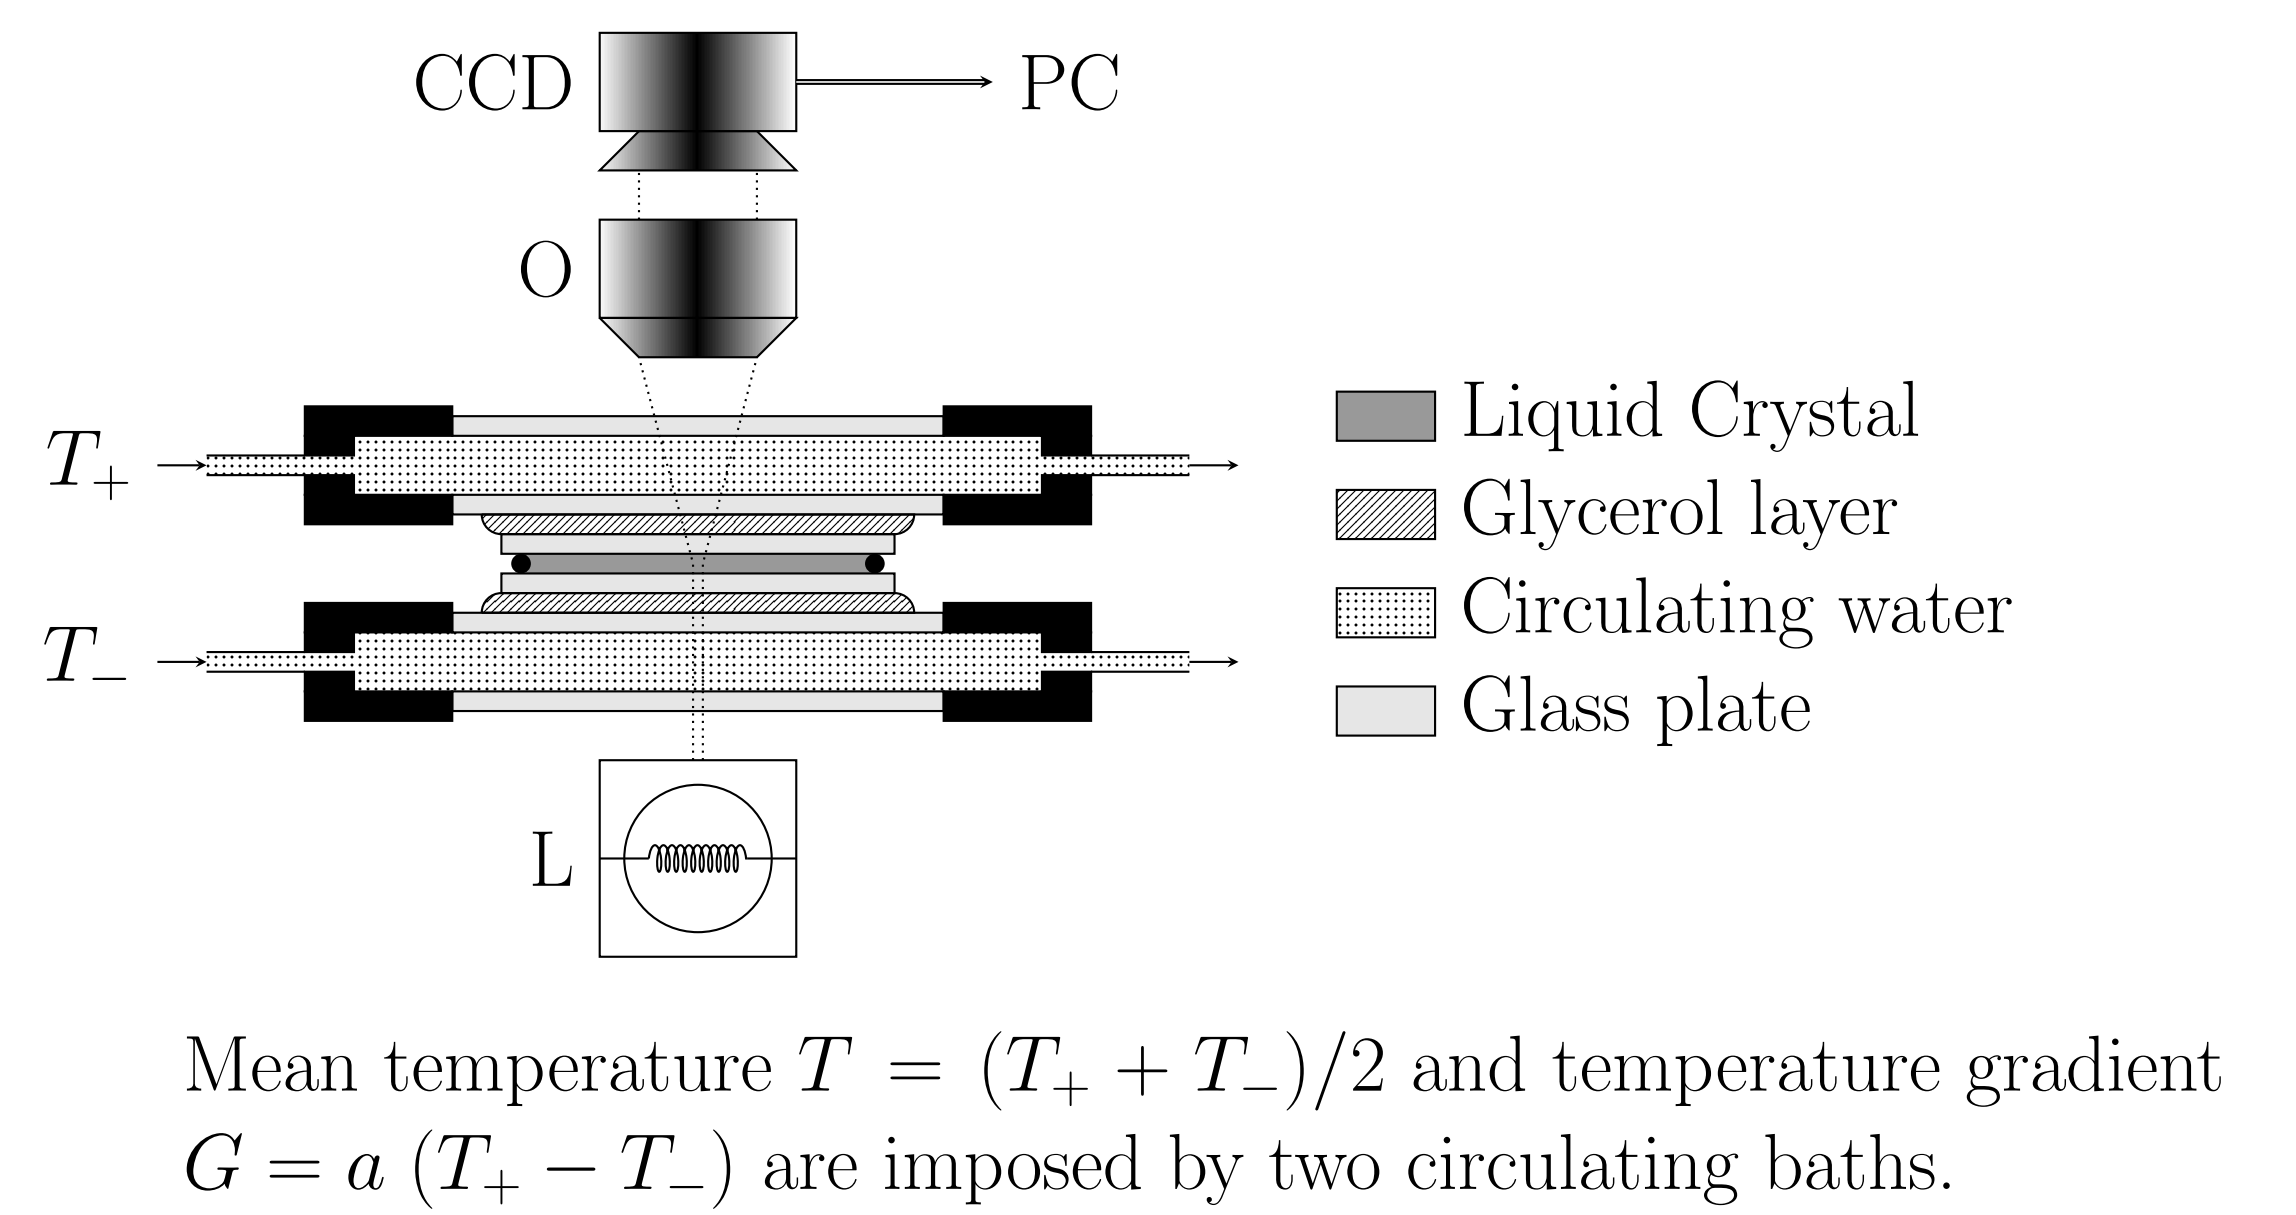 CCD
PC
O
T₊
Liquid Crystal
Glycerol layer
T₋
Circulating water
Glass plate
L
Mean temperature T = (T₊ + T₋)/2 and temperature gradient
G = a (T₊ − T₋) are imposed by two circulating baths.